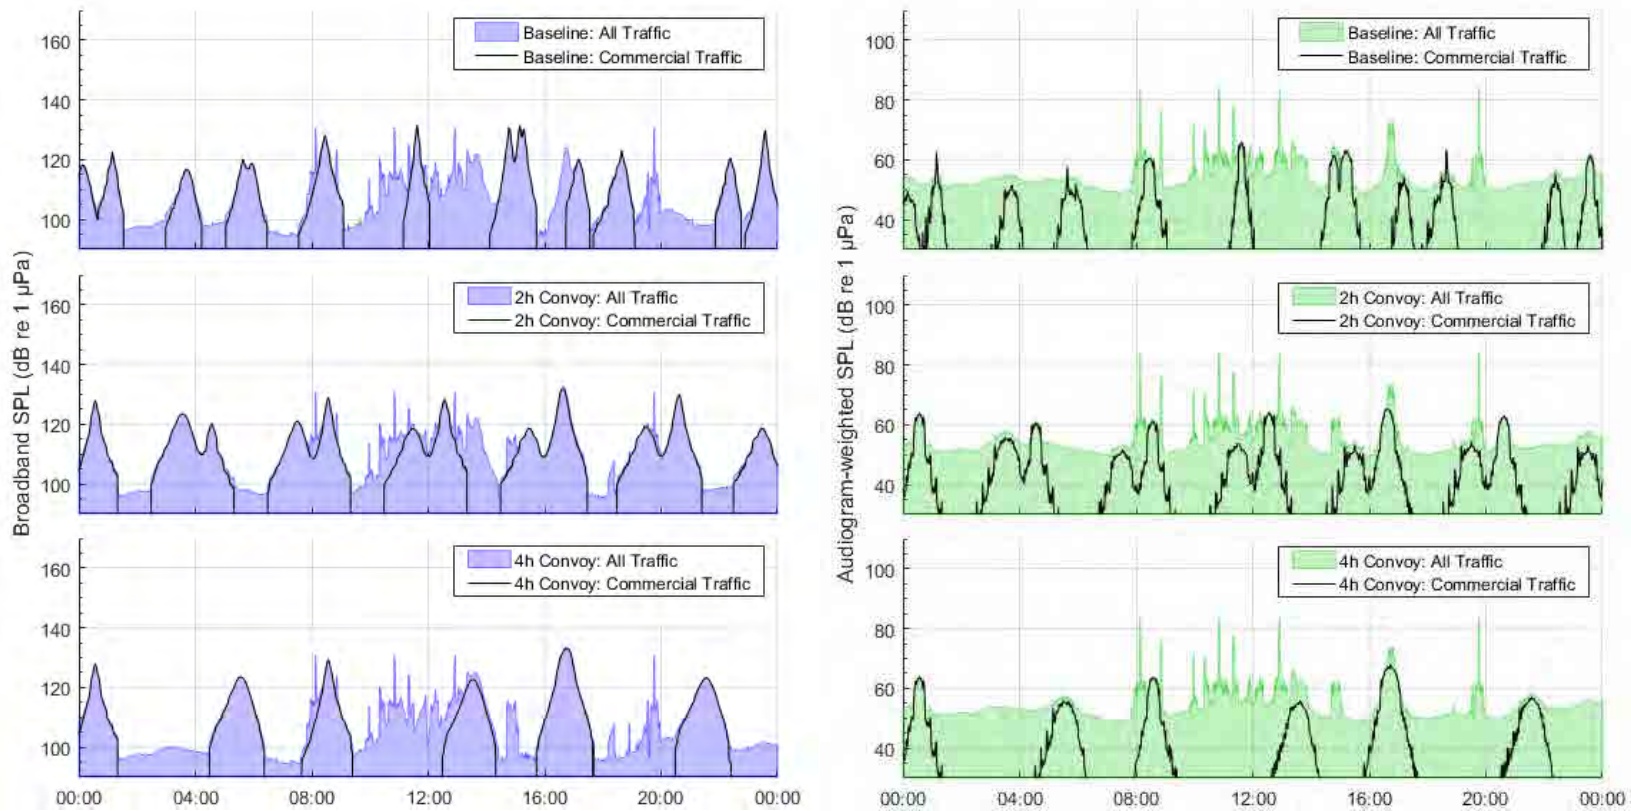 Broadband SPL (dB re 1 µPa)
160
140
120
100
Baseline: All Traffic
Baseline: Commercial Traffic
160
140
120
100
2h Convoy: All Traffic
2h Convoy: Commercial Traffic
160
140
120
100
4h Convoy: All Traffic
4h Convoy: Commercial Traffic
00:00 04:00 08:00 12:00 16:00 20:00 00:00
Audiogram-weighted SPL (dB re 1 µPa)
100
80
60
40
Baseline: All Traffic
Baseline: Commercial Traffic
100
80
60
40
2h Convoy: All Traffic
2h Convoy: Commercial Traffic
100
80
60
40
4h Convoy: All Traffic
4h Convoy: Commercial Traffic
00:00 04:00 08:00 12:00 16:00 20:00 00:00